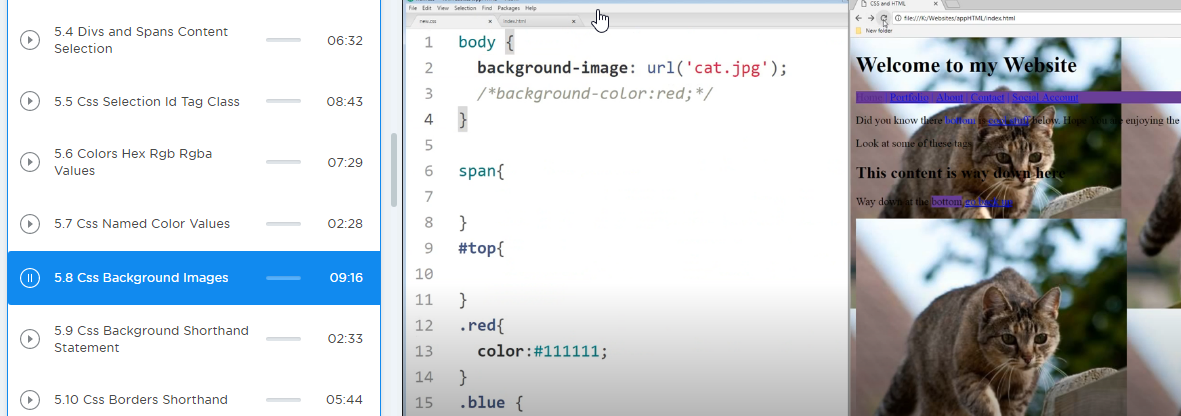 5.4 Divs and Spans Content
Selection
06:32
5.5 Css Selection Id Tag Class
08:43
5.6 Colors Hex Rgb Rgba
Values
07:29
5.7 Css Named Color Values
02:28
5.8 Css Background Images
09:16
5.9 Css Background Shorthand
Statement
02:33
5.10 Css Borders Shorthand
05:44
File Edit View Selection Find Packages Help
new.css
index.html
1 body {
2 background-image: url('cat.jpg');
3 /*background-color:red;*/
4 }
5
6 span{
7
8 }
9 #top{
10
11 }
12 .red{
13 color:#111111;
14 }
15 .blue {
CSS and HTML
file:///K:/Websites/appHTML/index.html
New folder
Welcome to my Website
Home | Portfolio | About | Contact | Social Account
Did you know there bottom is below. Hope You are enjoying the
Look at some of these tags
This content is way down here
Way down at the bottom go back up